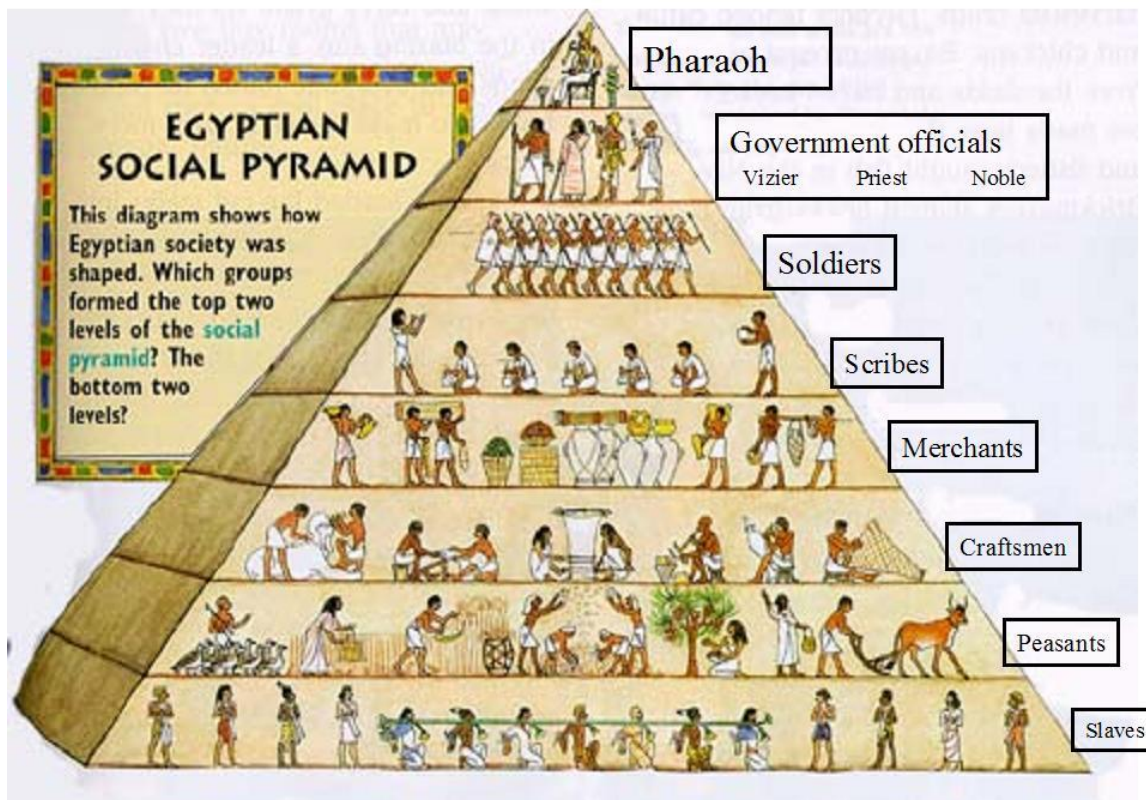 EGYPTIAN
SOCIAL PYRAMID
This diagram shows how
Egyptian society was
shaped. Which groups
formed the top two
levels of the social
pyramid? The
bottom two
levels?
Pharaoh
Government officials
Vizier Priest Noble
Soldiers
Scribes
Merchants
Craftsmen
Peasants
Slaves